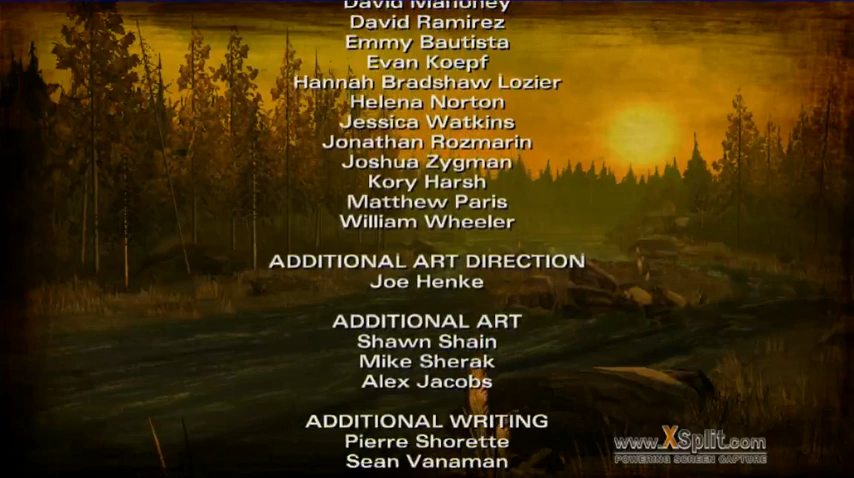 David Mahoney
David Ramirez
Emmy Bautista
Evan Koepf
Hannah Bradshaw Lozier
Helena Norton
Jessica Watkins
Jonathan Rozmarin
Joshua Zygman
Kory Harsh
Matthew Paris
William Wheeler
ADDITIONAL ART DIRECTION
Joe Henke
ADDITIONAL ART
Shawn Shain
Mike Sherak
Alex Jacobs
ADDITIONAL WRITING
Pierre Shorette
Sean Vanaman
www.XSplit.com
POWERING SCREEN CAPTURE